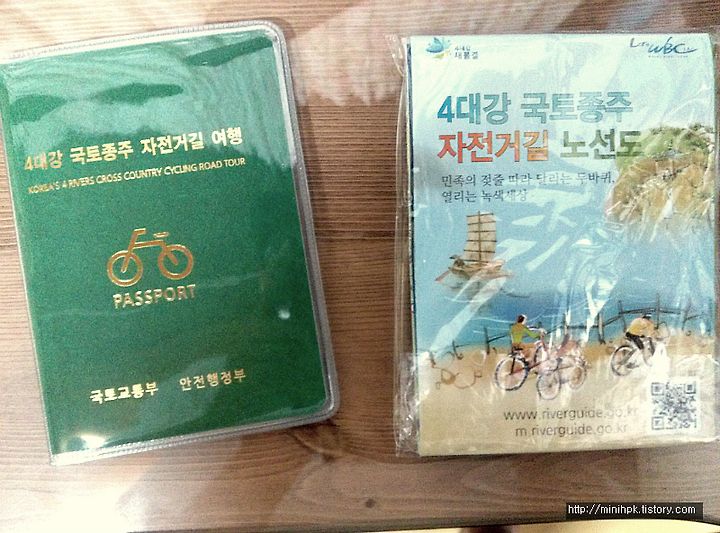 4대강 국토종주 자전거길 여행
KOREA'S 4 RIVERS CROSS COUNTRY CYCLING ROAD TOUR
PASSPORT
국토교통부 안전행정부
4대강
새물결
4대강 국토종주
자전거길 노선도
민족의 젖줄 따라 달리는 두바퀴,
열리는 녹색세상
www.riverguide.go.kr
m.riverguide.go.kr
http://minihpk.tistory.com